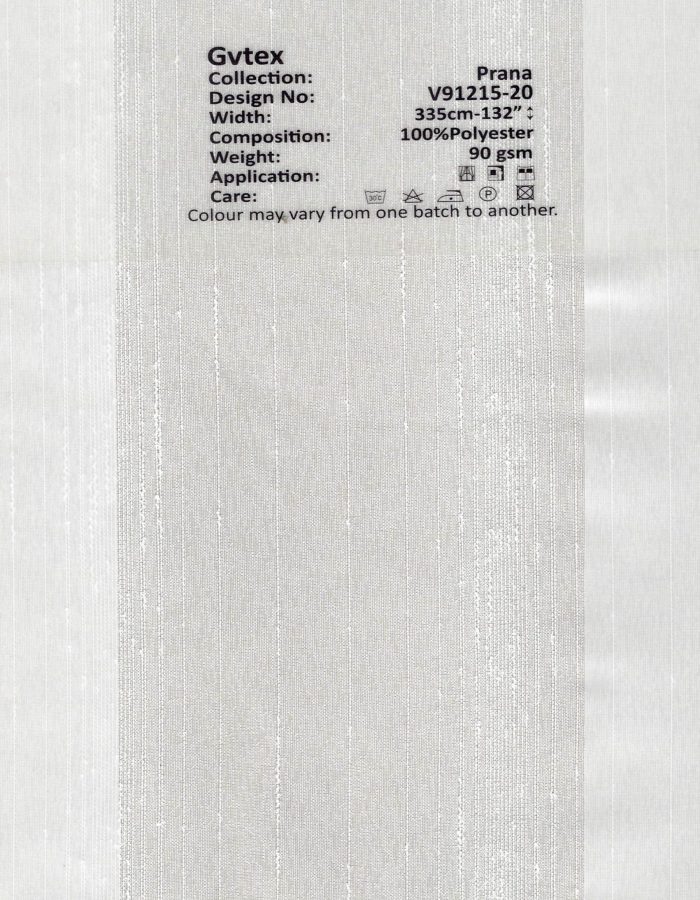 Gvtex
Collection: Prana
Design No: V91215-20
Width: 335cm-132”
Composition: 100%Polyester
Weight: 90 gsm
Application:
Care: 30°C P
Colour may vary from one batch to another.